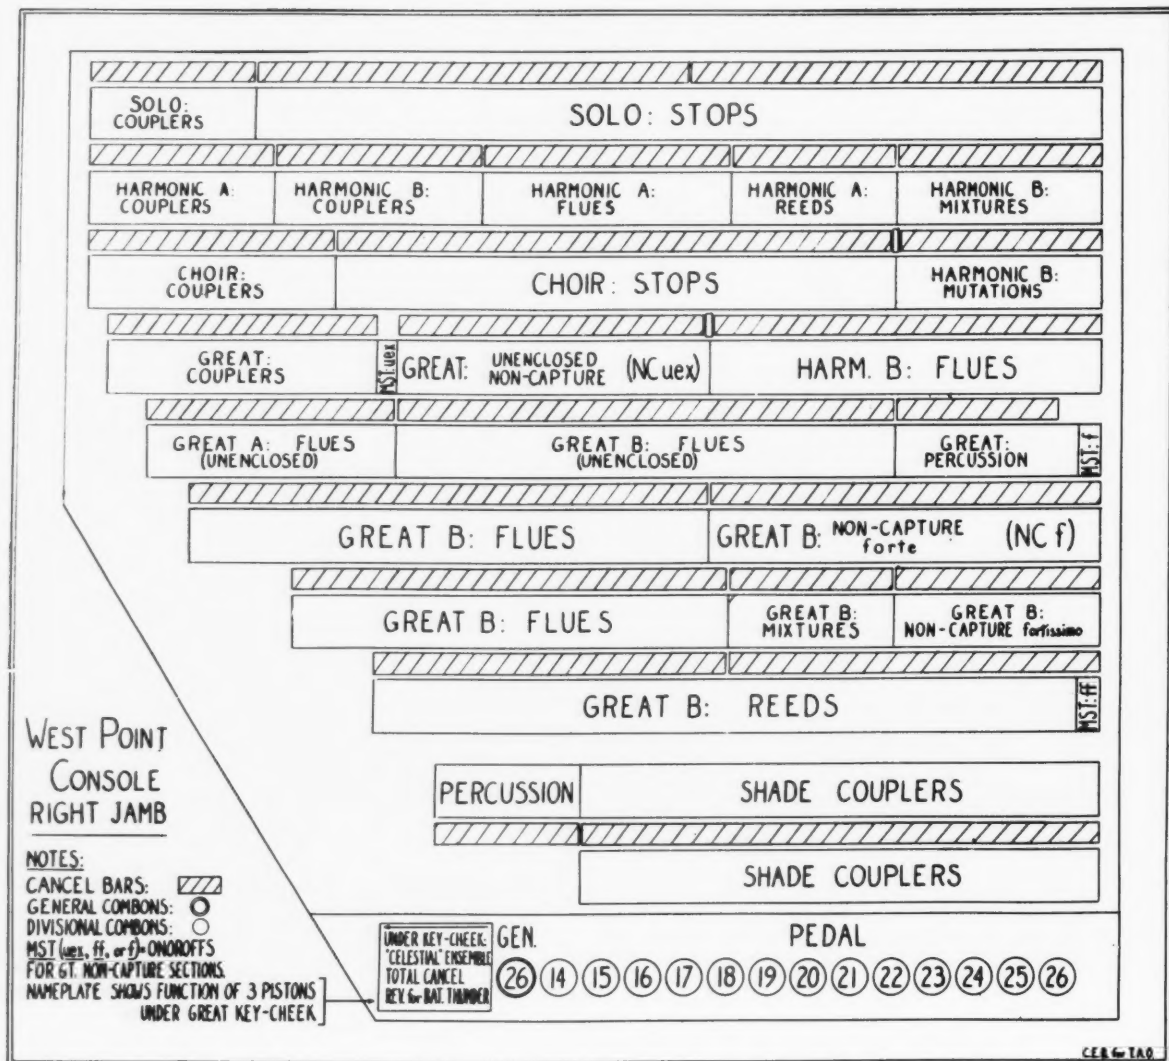 SOLO:
COUPLERS
SOLO: STOPS
HARMONIC A:
COUPLERS
HARMONIC B:
COUPLERS
HARMONIC A:
FLUES
HARMONIC A:
REEDS
HARMONIC B:
MIXTURES
CHOIR:
COUPLERS
CHOIR: STOPS
HARMONIC B:
MUTATIONS
GREAT:
COUPLERS
MST:uex
GREAT: UNENCLOSED
NON-CAPTURE (NC uex)
HARM. B: FLUES
GREAT A: FLUES
(UNENCLOSED)
GREAT B: FLUES
(UNENCLOSED)
GREAT:
PERCUSSION
MST: f
GREAT B: FLUES
GREAT B: NON-CAPTURE
forte (NC f)
GREAT B: FLUES
GREAT B:
MIXTURES
GREAT B:
NON-CAPTURE fortissimo
GREAT B: REEDS
MST: ff
PERCUSSION
SHADE COUPLERS
SHADE COUPLERS
WEST POINT
CONSOLE
RIGHT JAMB
NOTES:
CANCEL BARS:
GENERAL COMBONS:
DIVISIONAL COMBONS:
MST (uex, ff, or f)= ONOROFFS
FOR GT. NON-CAPTURE SECTIONS.
NAMEPLATE SHOWS FUNCTION OF 3 PISTONS
UNDER GREAT KEY-CHEEK
UNDER KEY-CHEEK:
"CELESTIAL" ENSEMBLE
TOTAL CANCEL
REV. for BAT. THUNDER
GEN. PEDAL
26 14 15 16 17 18 19 20 21 22 23 24 25 26
C.E.B. for T.A.O.